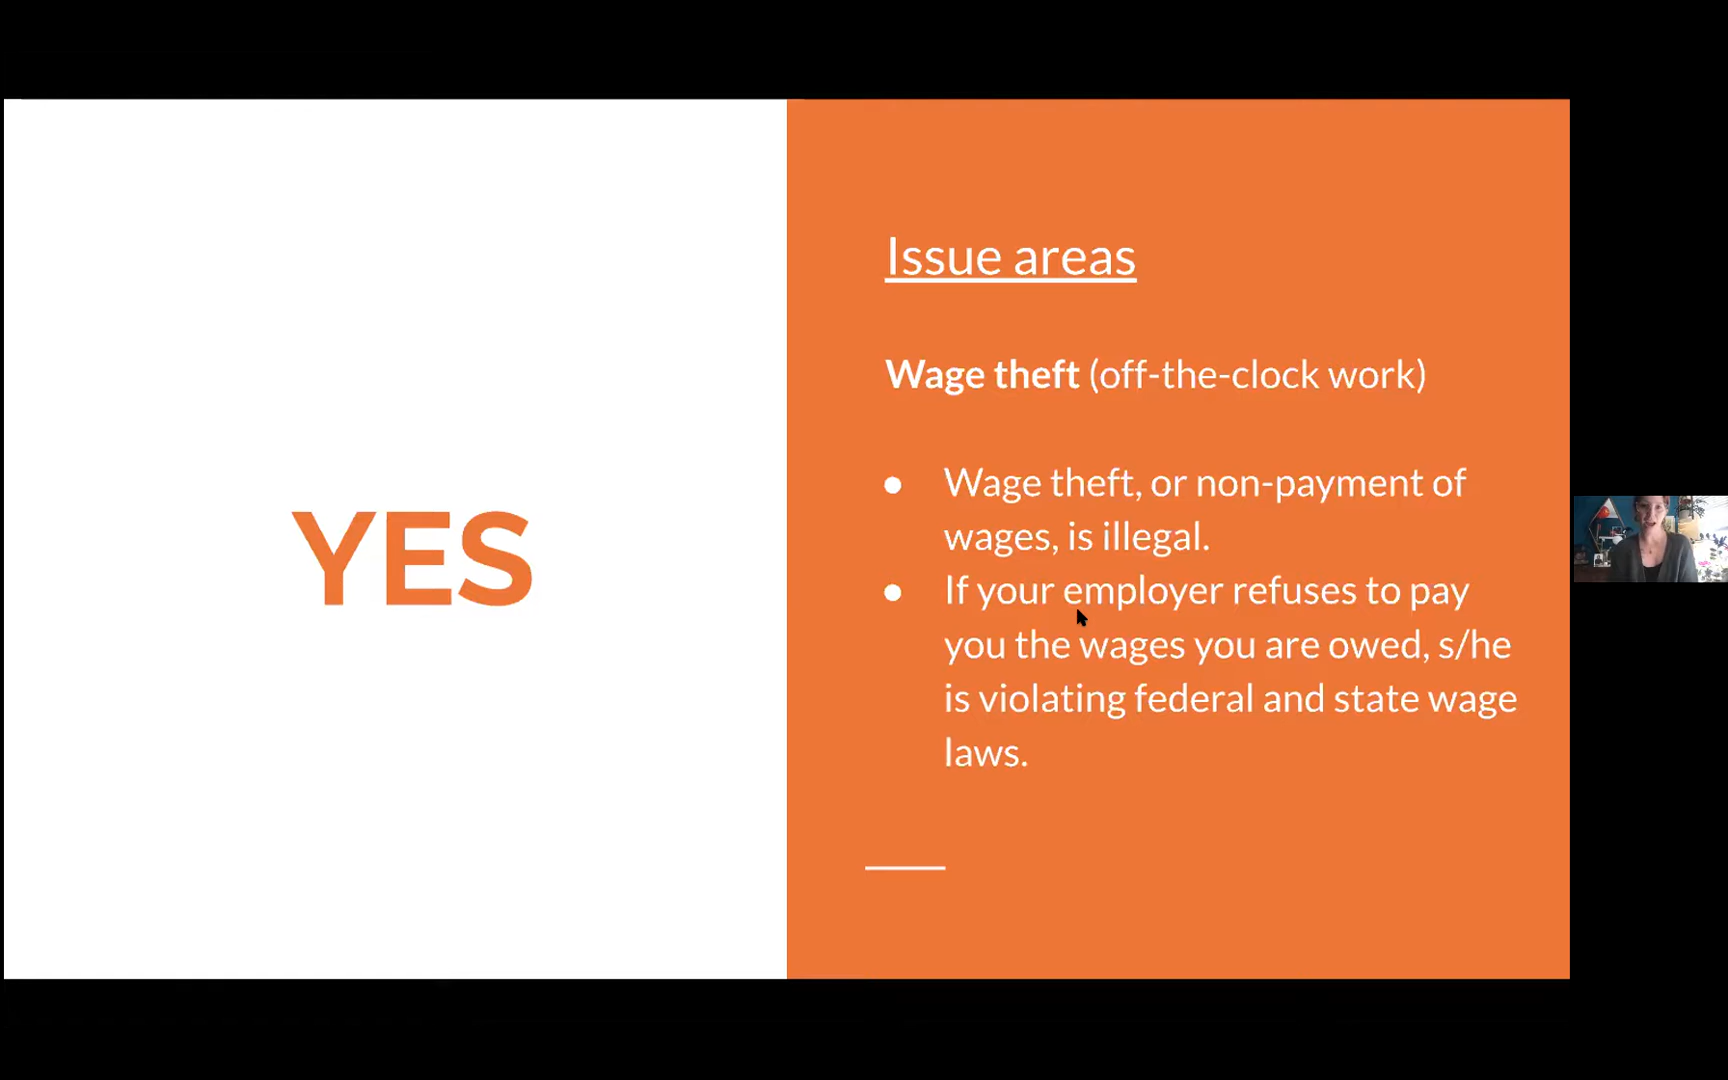 YES
Issue areas
Wage theft (off-the-clock work)
● Wage theft, or non-payment of
wages, is illegal.
● If your employer refuses to pay
you the wages you are owed, s/he
is violating federal and state wage
laws.